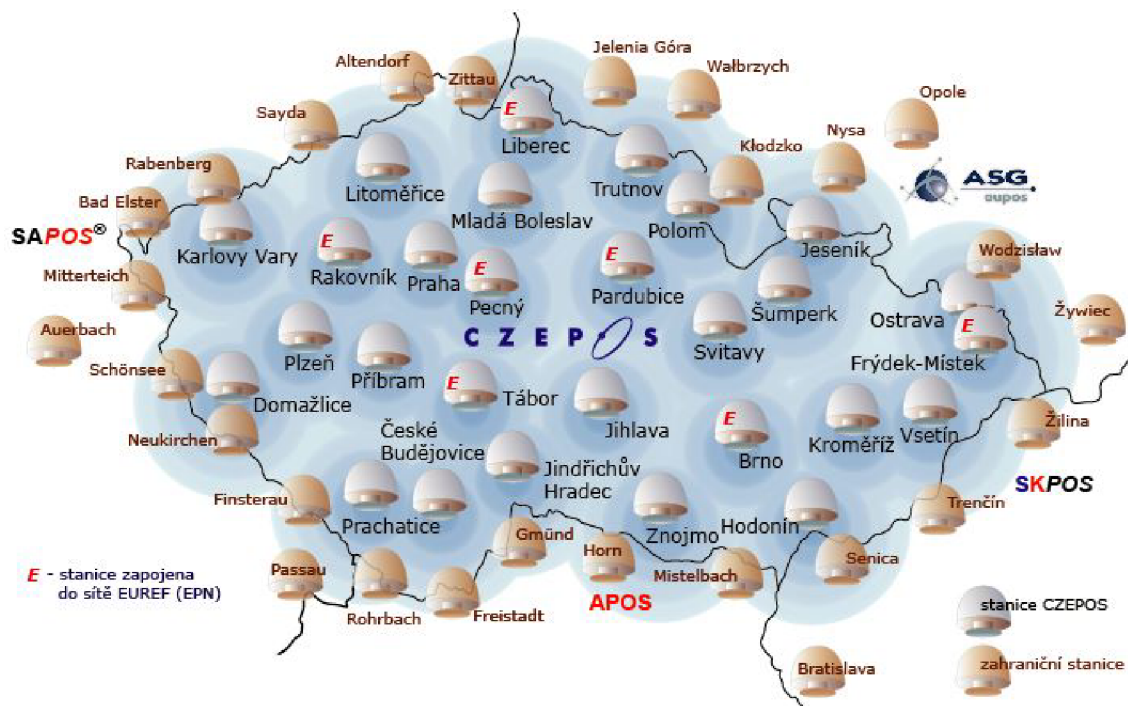 Jelenia Góra
Altendorf
Zittau
Wałbrzych
Opole
Sayda
E
Liberec
Kłodzko
Nysa
Rabenberg
Litoměřice
Trutnov
ASG
eupos
Bad Elster
Mladá Boleslav
Polom
SAPOS®
Karlovy Vary
E
Rakovník
Praha
E
Pecný
E
Pardubice
Jeseník
Wodzisław
Mitterteich
Šumperk
Ostrava
Żywiec
Auerbach
CZEPOS
E
Plzeň
Příbram
Svitavy
Frýdek-Místek
Schönsee
E
Tábor
Domažlice
Jihlava
E
Brno
Kroměříž
Vsetín
Žilina
Neukirchen
České
Budějovice
Jindřichův
Hradec
SKPOS
Finsterau
Prachatice
Znojmo
Hodonín
Trenčín
Gmünd
Horn
Mistelbach
Senica
Passau
E - stanice zapojena
do sítě EUREF (EPN)
APOS
Rohrbach
Freistadt
stanice CZEPOS
Bratislava
zahraniční stanice